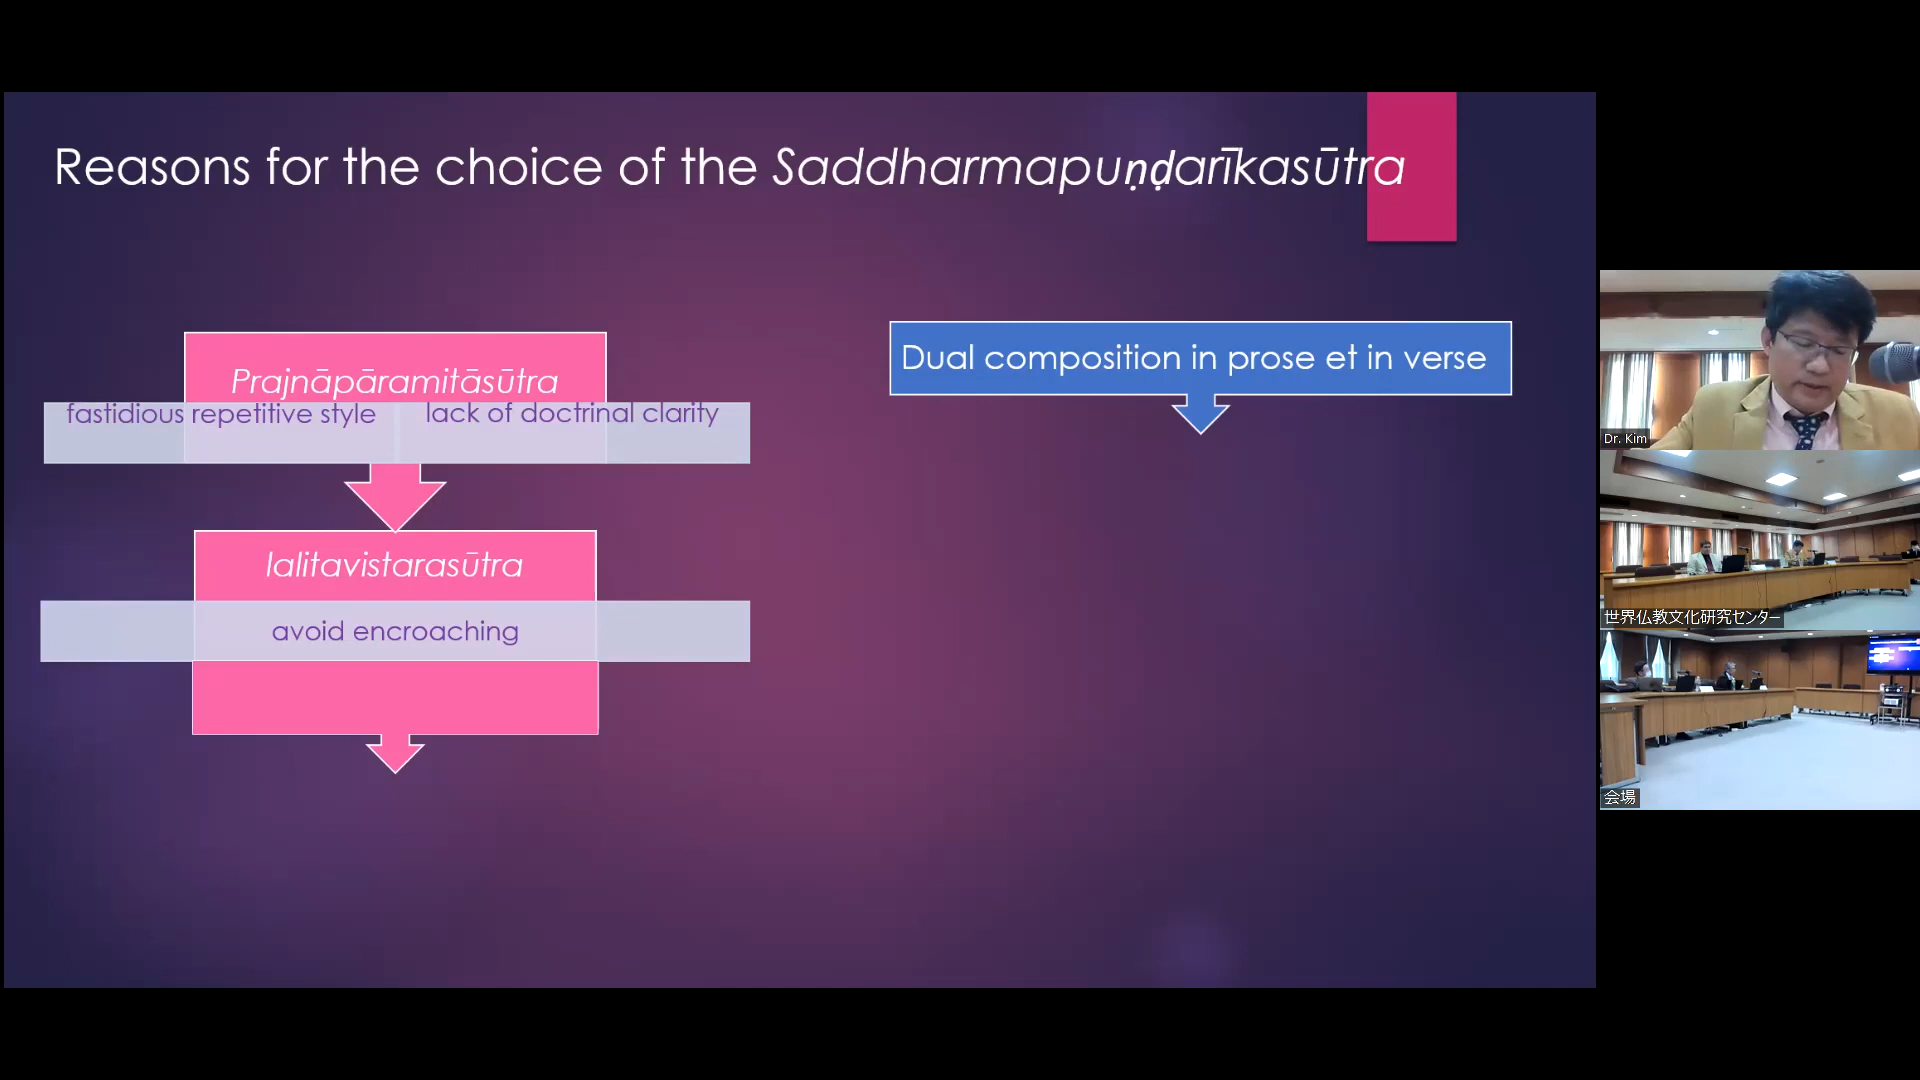 Reasons for the choice of the Saddharmapuṇḍarīkasūtra
Prajnāpāramitāsūtra
fastidious repetitive style
lack of doctrinal clarity
lalitavistarasūtra
avoid encroaching
Dual composition in prose et in verse
Dr. Kim
世界仏教文化研究センター
会場